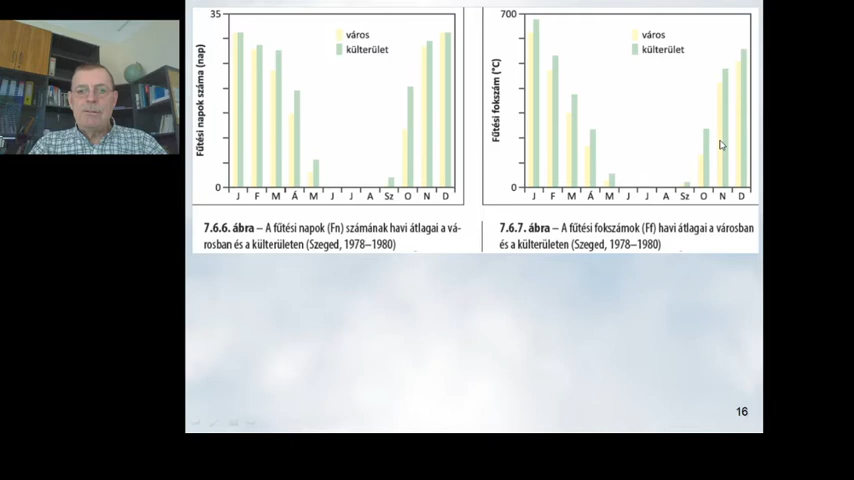 35
Fűtési napok száma (nap)
város
külterület
0
J F M Á M J J A Sz O N D
7.6.6. ábra – A fűtési napok (Fn) számának havi átlagai a vá-
rosban és a külterületen (Szeged, 1978–1980)
700
Fűtési fokszám (°C)
város
külterület
0
J F M Á M J J A Sz O N D
7.6.7. ábra – A fűtési fokszámok (Ff) havi átlagai a városban
és a külterületen (Szeged, 1978–1980)
16